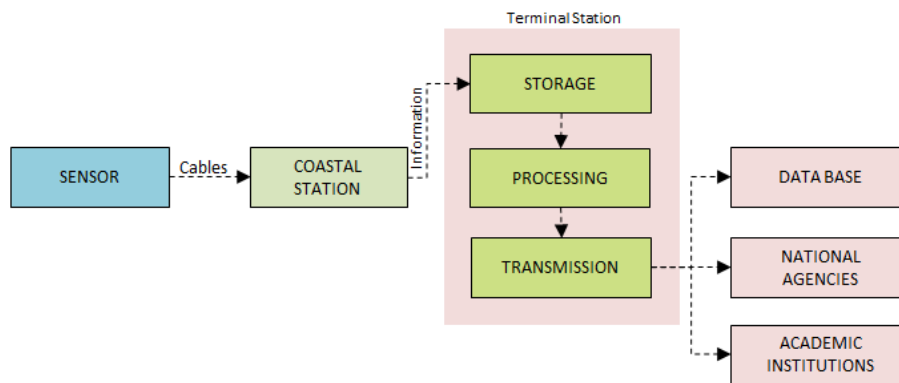 Terminal Station
STORAGE
Information
SENSOR
Cables
COASTAL
STATION
PROCESSING
TRANSMISSION
DATA BASE
NATIONAL
AGENCIES
ACADEMIC
INSTITUTIONS